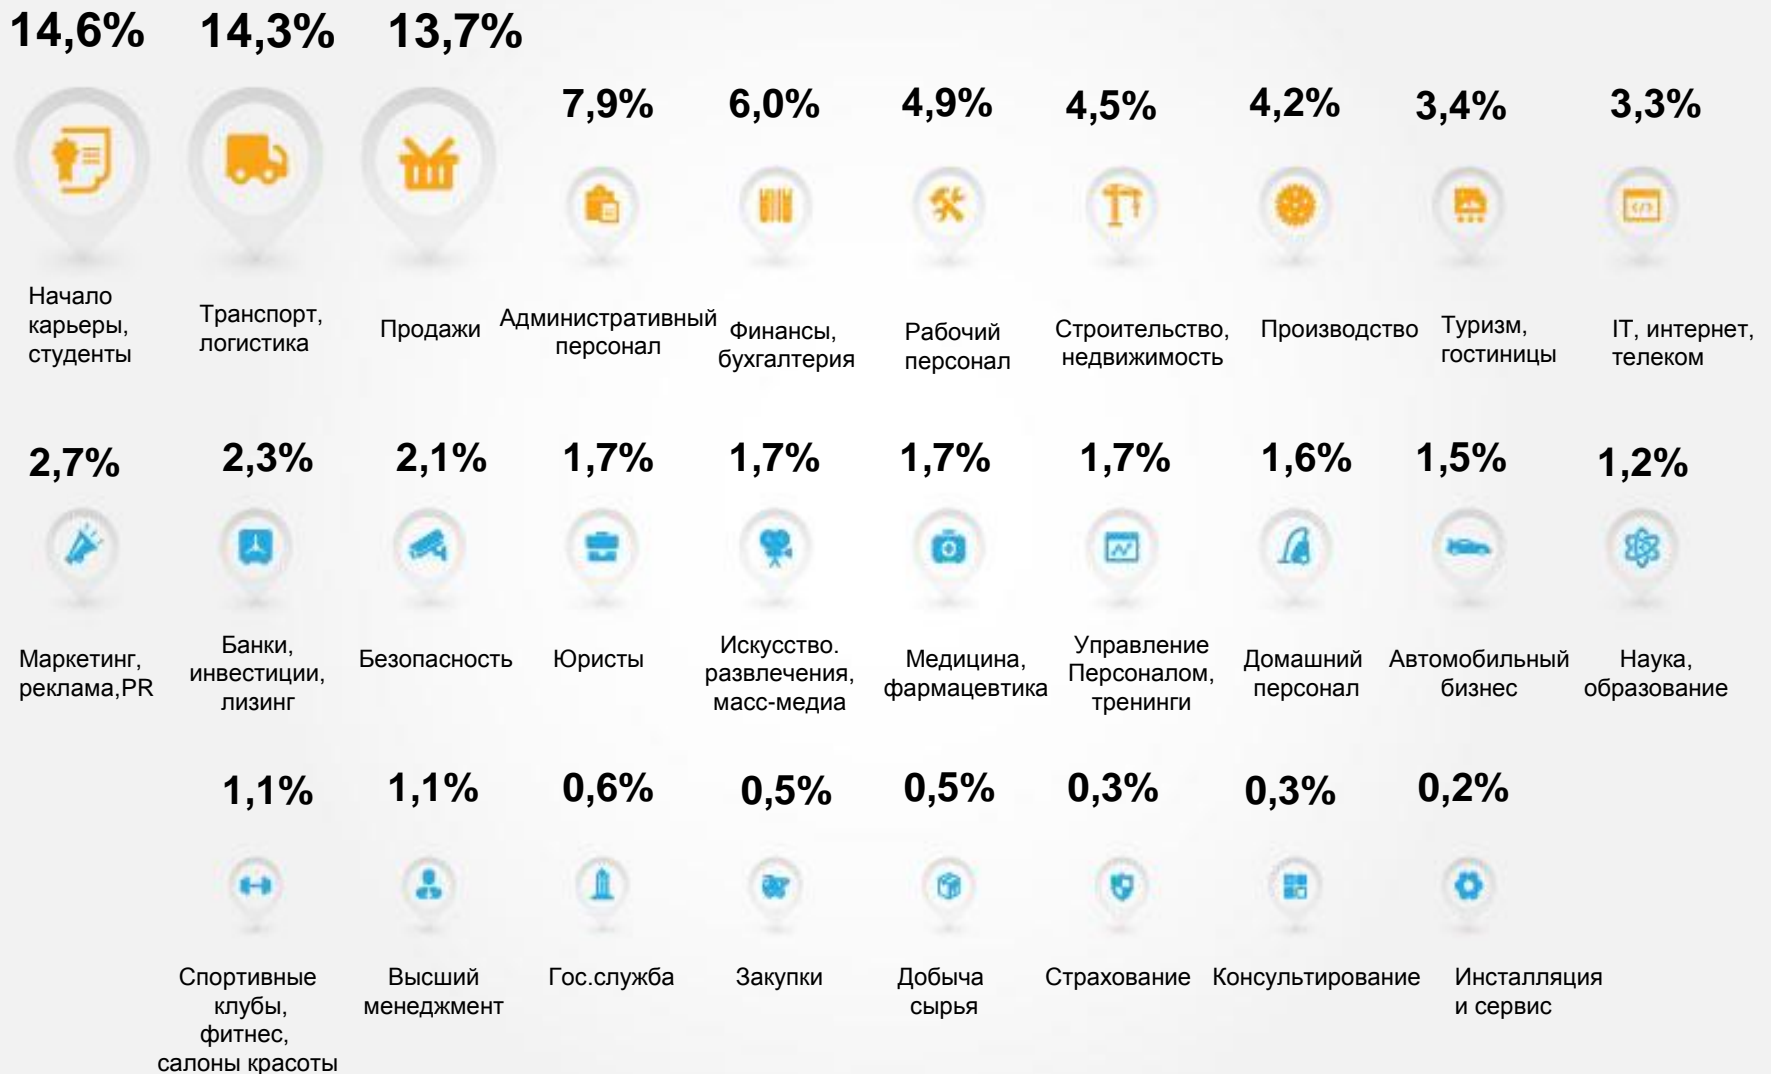 14,6%
14,3%
13,7%
7,9%
6,0%
4,9%
4,5%
4,2%
3,4%
3,3%
Начало
карьеры,
студенты
Транспорт,
логистика
Продажи
Административный
персонал
Финансы,
бухгалтерия
Рабочий
персонал
Строительство,
недвижимость
Производство
Туризм,
гостиницы
IT, интернет,
телеком
2,7%
2,3%
2,1%
1,7%
1,7%
1,7%
1,7%
1,6%
1,5%
1,2%
Маркетинг,
реклама,PR
Банки,
инвестиции,
лизинг
Безопасность
Юристы
Искусство.
развлечения,
масс-медиа
Медицина,
фармацевтика
Управление
Персоналом,
тренинги
Домашний
персонал
Автомобильный
бизнес
Наука,
образование
1,1%
1,1%
0,6%
0,5%
0,5%
0,3%
0,3%
0,2%
Спортивные
клубы,
фитнес,
салоны красоты
Высший
менеджмент
Гос.служба
Закупки
Добыча
сырья
Страхование
Консультирование
Инсталляция
и сервис